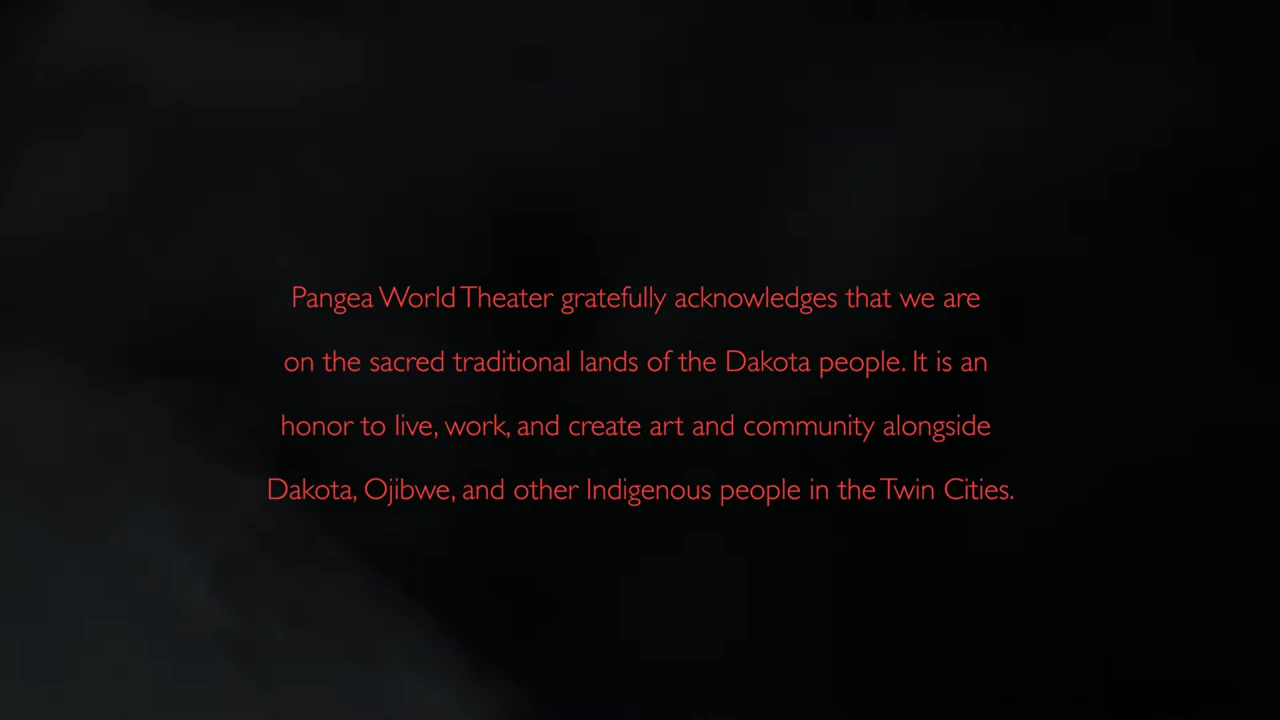 Pangea World Theater gratefully acknowledges that we are
on the sacred traditional lands of the Dakota people. It is an
honor to live, work, and create art and community alongside
Dakota, Ojibwe, and other Indigenous people in the Twin Cities.